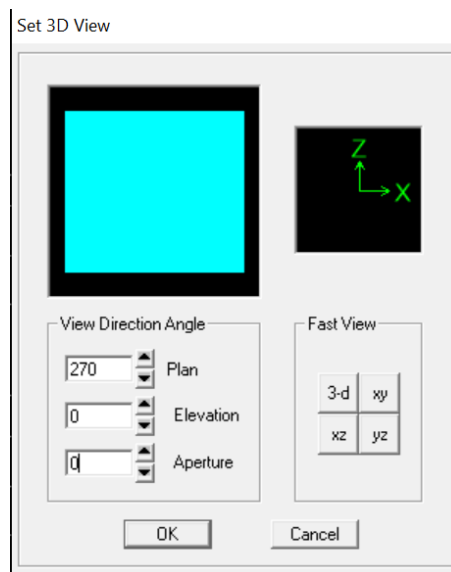 Set 3D View
Z
X
View Direction Angle
270 Plan
0 Elevation
0 Aperture
Fast View
3-d xy
xz yz
OK Cancel